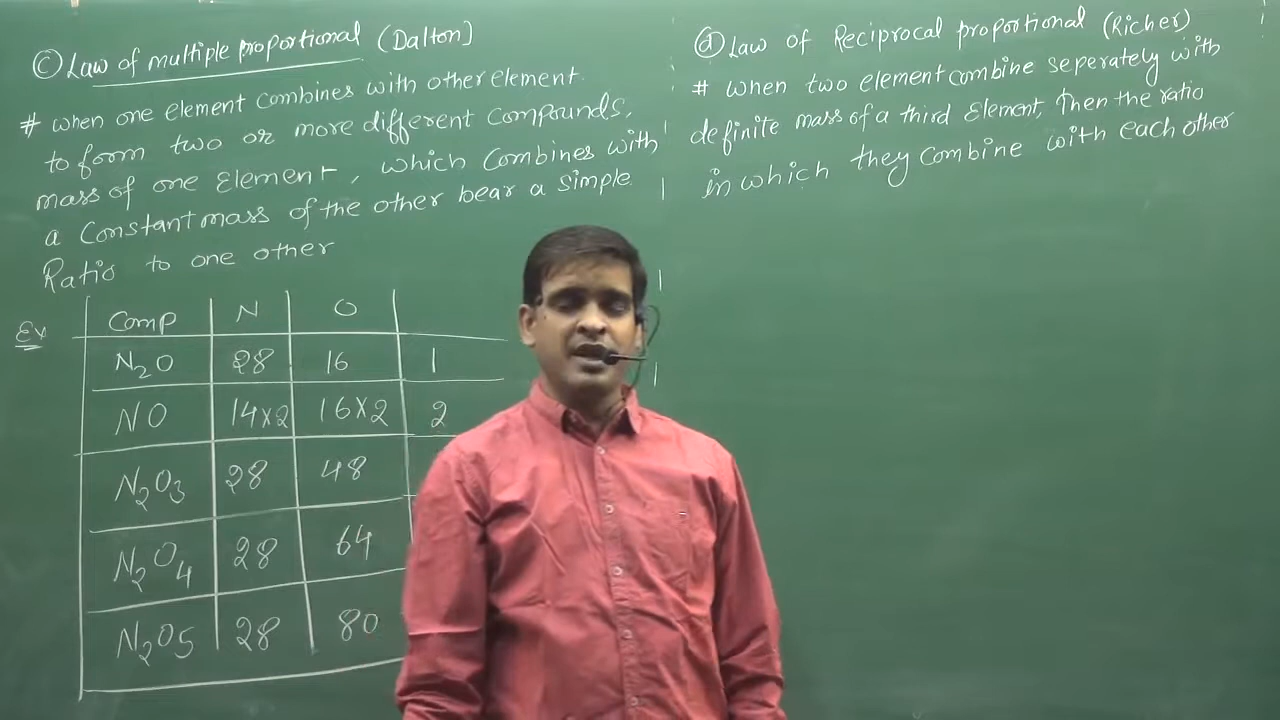 ⓒ Law of multiple proportional (Dalton]
# when one element combines with other element
to form two or more different compounds,
mass of one Element, which combines with
a constant mass of the other bear a simple
Ratio to one other
Ex
Comp N O
N₂O 28 16 1
NO 14×2 16×2 2
N₂O₃ 28 48
N₂O₄ 28 64
N₂O₅ 28 80
ⓓ Law of Reciprocal proportional (Richer)
# when two element combine seperately with
definite mass of a third Element, then the ratio
in which they combine with each other